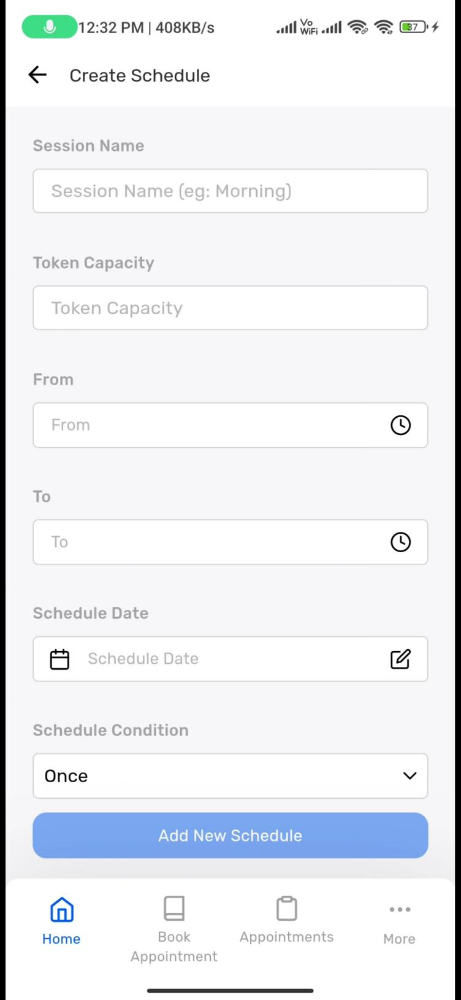 12:32 PM | 408KB/s Vo WiFi 37
Create Schedule
Session Name
Session Name (eg: Morning)
Token Capacity
Token Capacity
From
From
To
To
Schedule Date
Schedule Date
Schedule Condition
Once
Add New Schedule
Home
Book
Appointment
Appointments
More